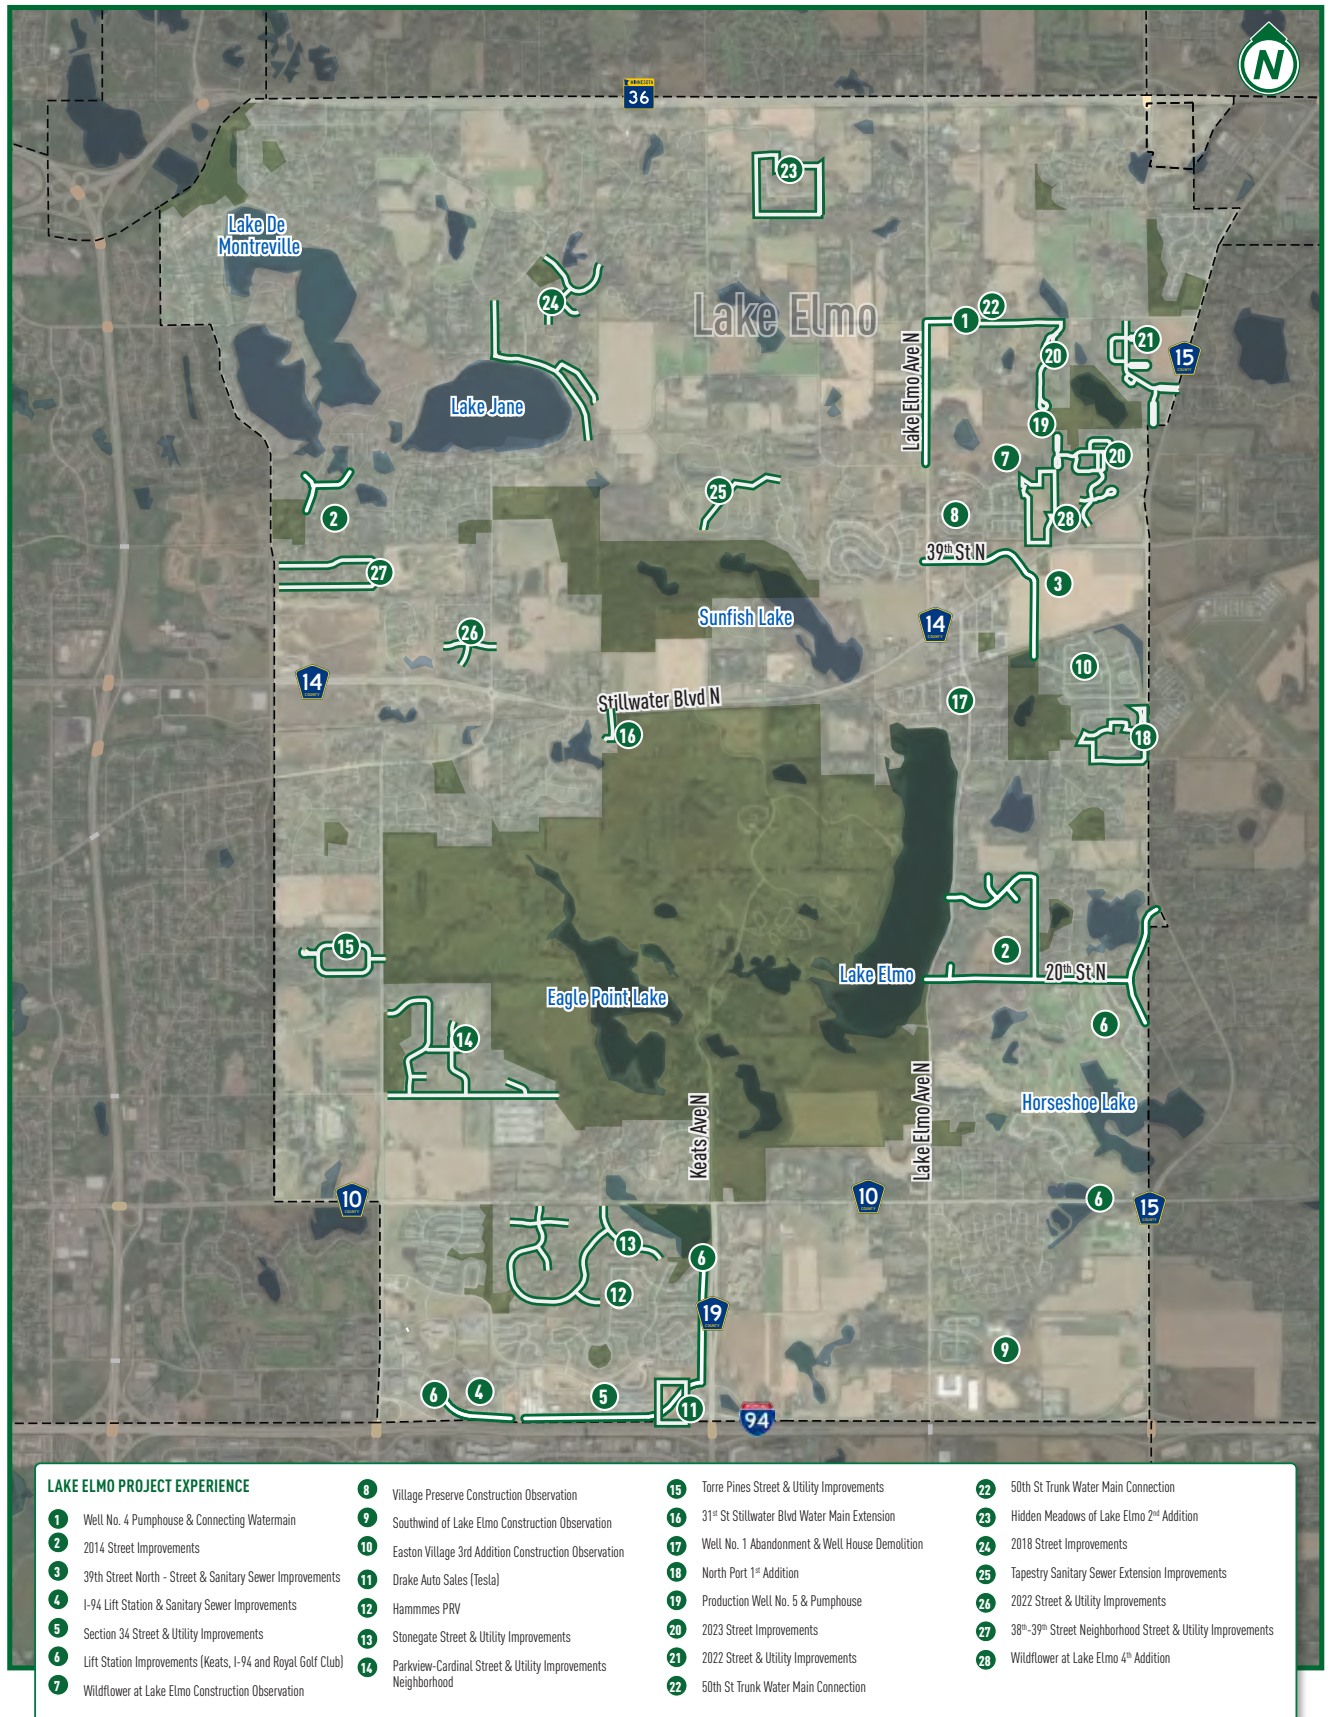 N
MINNESOTA
36
23
Lake De
Montreville
24
Lake Elmo
22
1
Lake Elmo Ave N
20
21
15
COUNTY
Lake Jane
19
7
20
25
2
8
28
39th St N
27
3
Sunfish Lake
14
COUNTY
26
10
14
COUNTY
Stillwater Blvd N
17
16
18
15
2
Lake Elmo
20th St N
Eagle Point Lake
6
14
Lake Elmo Ave N
Keats Ave N
Horseshoe Lake
10
COUNTY
10
COUNTY
6
15
COUNTY
13
6
12
19
COUNTY
9
6
4
5
11
94
LAKE ELMO PROJECT EXPERIENCE
1 Well No. 4 Pumphouse & Connecting Watermain
2 2014 Street Improvements
3 39th Street North - Street & Sanitary Sewer Improvements
4 I-94 Lift Station & Sanitary Sewer Improvements
5 Section 34 Street & Utility Improvements
6 Lift Station Improvements (Keats, I-94 and Royal Golf Club)
7 Wildflower at Lake Elmo Construction Observation
8 Village Preserve Construction Observation
9 Southwind of Lake Elmo Construction Observation
10 Easton Village 3rd Addition Construction Observation
11 Drake Auto Sales (Tesla)
12 Hammmes PRV
13 Stonegate Street & Utility Improvements
14 Parkview-Cardinal Street & Utility Improvements
Neighborhood
15 Torre Pines Street & Utility Improvements
16 31st St Stillwater Blvd Water Main Extension
17 Well No. 1 Abandonment & Well House Demolition
18 North Port 1st Addition
19 Production Well No. 5 & Pumphouse
20 2023 Street Improvements
21 2022 Street & Utility Improvements
22 50th St Trunk Water Main Connection
22 50th St Trunk Water Main Connection
23 Hidden Meadows of Lake Elmo 2nd Addition
24 2018 Street Improvements
25 Tapestry Sanitary Sewer Extension Improvements
26 2022 Street & Utility Improvements
27 38th-39th Street Neighborhood Street & Utility Improvements
28 Wildflower at Lake Elmo 4th Addition